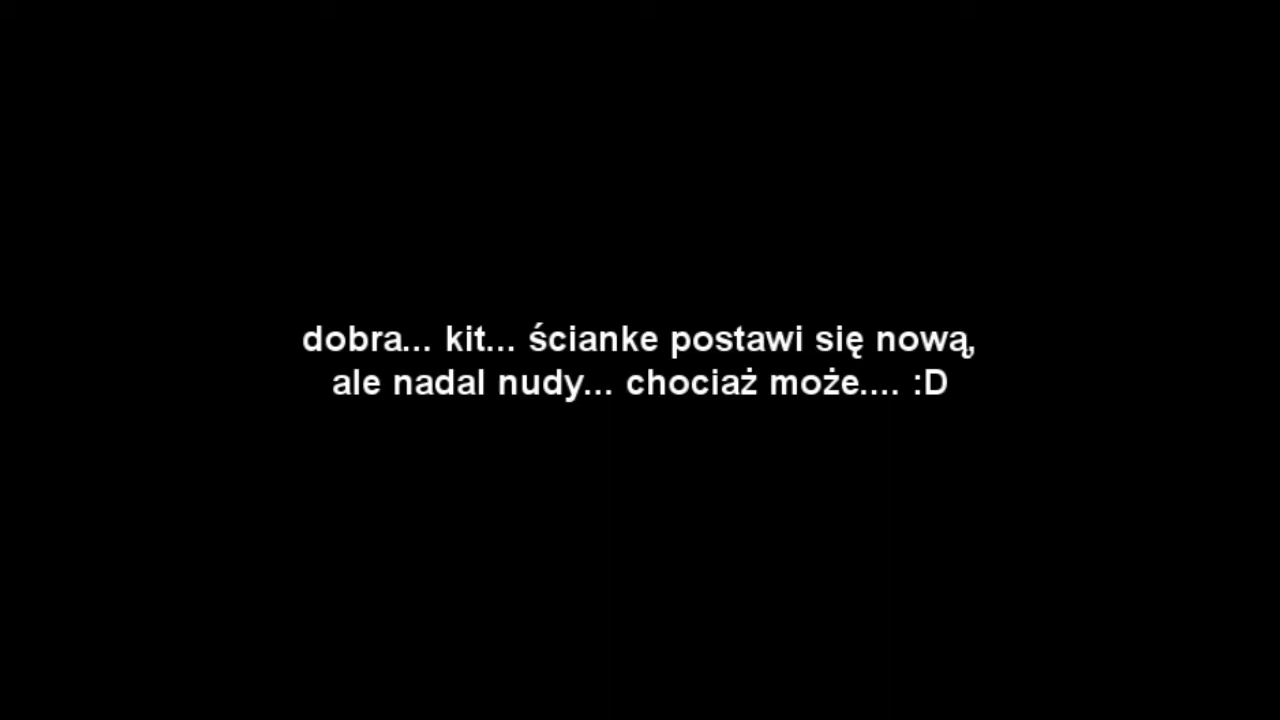 dobra... kit... ścianke postawi się nową,
ale nadal nudy... chociaż może.... :D